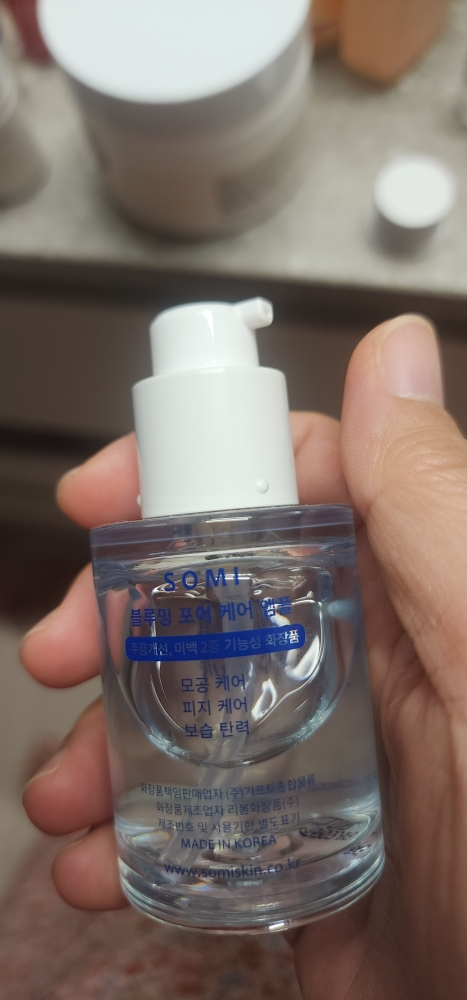 SOMI
블루밍 포어 케어 앰플
주름개선, 미백 2중 기능성 화장품
모공 케어
피지 케어
보습 탄력
화장품책임판매업자 (주)기프트종합물류
화장품제조업자 리봄화장품(주)
제조번호 및 사용기한 별도표기
MADE IN KOREA
www.somiskin.co.kr